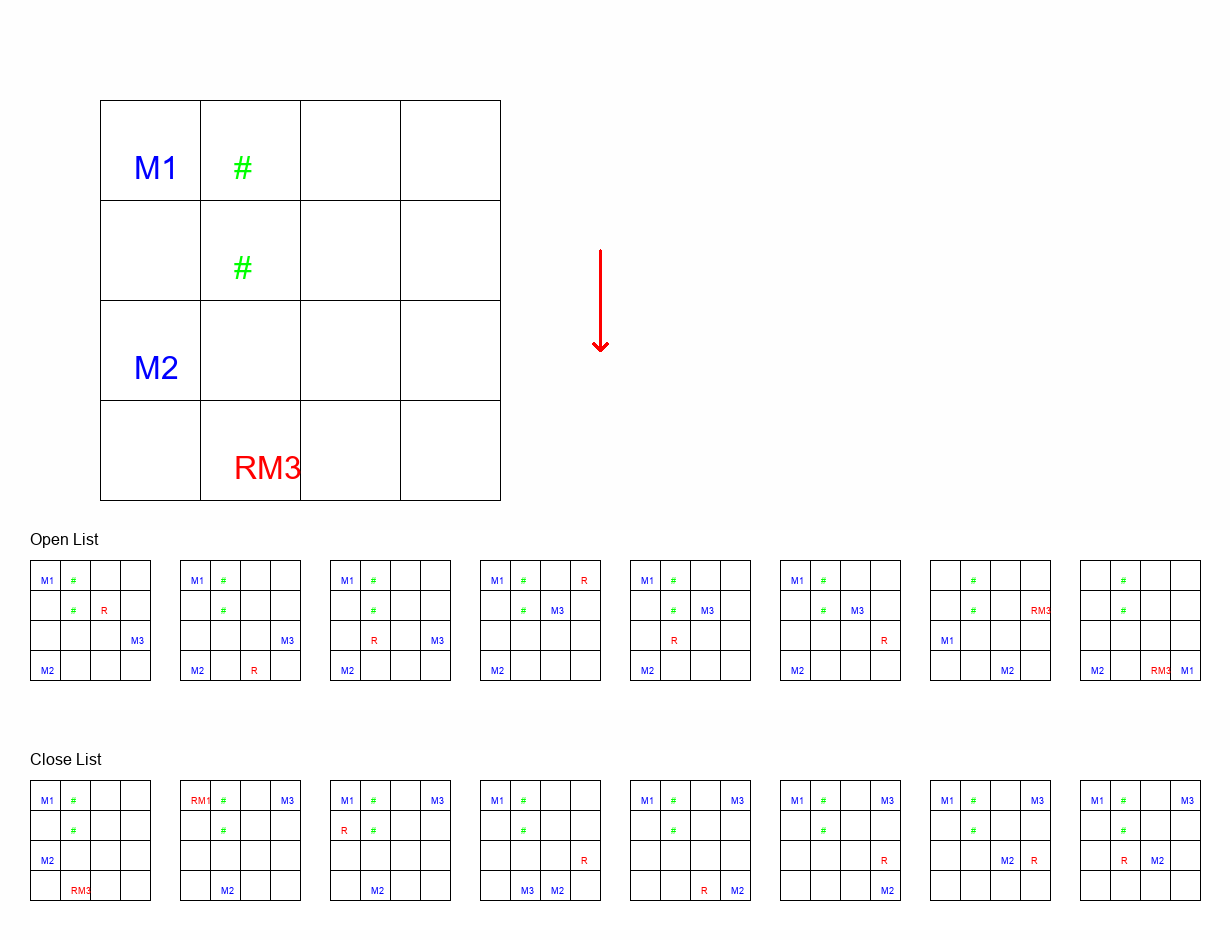 M1 #
#
M2
RM3
Open List
M1 # M1 # M1 # M1 # R M1 # M1 # # #
# R # # # M3 # M3 # M3 # RM3 #
M3 M3 R M3 R R M1
M2 M2 R M2 M2 M2 M2 M2 M2 RM3 M1
Close List
M1 # RM1 # M3 M1 # M3 M1 # M1 # M3 M1 # M3 M1 # M3 M1 # M3
# # R # # # # # #
M2 R R M2 R R M2
RM3 M2 M2 M3 M2 R M2 M2